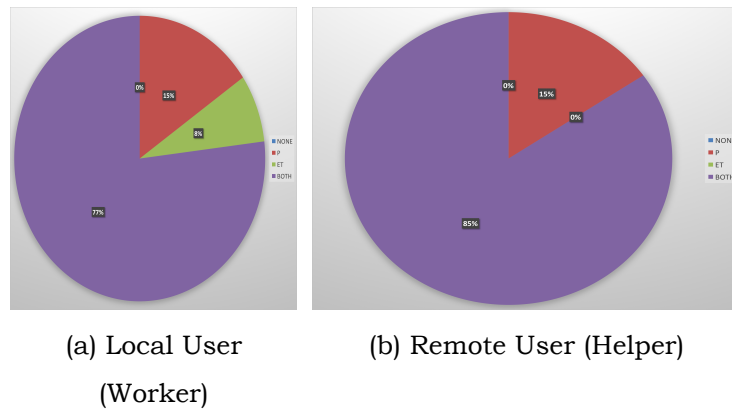 0%
15%
8%
77%
NONE
P
ET
BOTH
0%
15%
0%
85%
NON
P
ET
BOTH
(a) Local User
(Worker)
(b) Remote User (Helper)